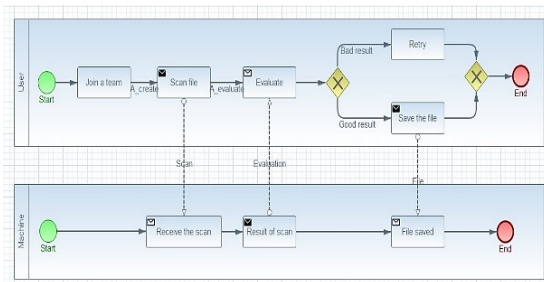 User
Start
Join a team
A_create
Scan file
A_evaluate
Evaluate
Bad result
Good result
Retry
Save the file
End
Scan
Evaluation
File
Machine
Start
Receive the scan
Result of scan
File saved
End